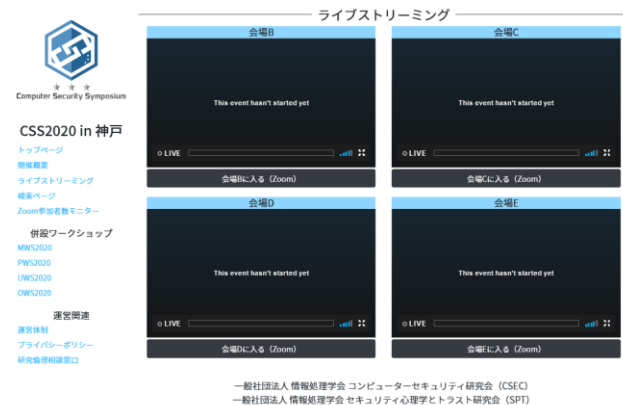 Computer Security Symposium
CSS2020 in 神戸
トップページ
開催概要
ライブストリーミング
検索ページ
Zoom参加者数モニター
併設ワークショップ
MWS2020
PWS2020
UWS2020
OWS2020
運営関連
運営体制
プライバシーポリシー
研究倫理相談窓口
ライブストリーミング
会場B
This event hasn't started yet
LIVE
会場Bに入る（Zoom）
会場C
This event hasn't started yet
LIVE
会場Cに入る（Zoom）
会場D
This event hasn't started yet
LIVE
会場Dに入る（Zoom）
会場E
This event hasn't started yet
LIVE
会場Eに入る（Zoom）
一般社団法人 情報処理学会 コンピューターセキュリティ研究会（CSEC）
一般社団法人 情報処理学会 セキュリティ心理学とトラスト研究会（SPT）